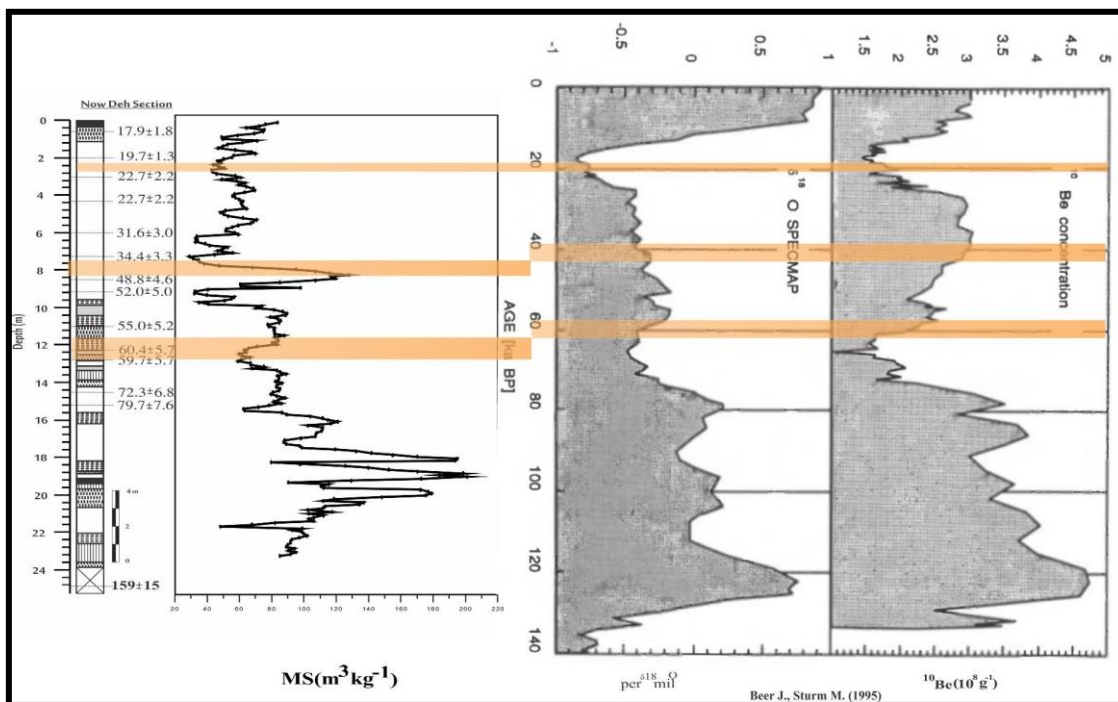 Now Deh Section
Depth(m)
0
2
4
6
8
10
12
14
16
18
20
22
24
17.9±1.8
19.7±1.3
22.7±2.2
22.7±2.2
31.6±3.0
34.4±3.3
48.8±4.6
52.0±5.0
55.0±5.2
60.4±5.7
59.7±5.7
72.3±6.8
79.7±7.6
159±15
4 m
2
0
20 40 60 80 100 120 140 160 180 200 220
MS(m³kg⁻¹)
AGE [ka BP]
0
20
40
60
80
100
120
140
-1 -0.5 0 0.5 1
δ 18 O SPECMAP
per δ18 mil O
1.5 2 2.5 3 3.5 4 4.5 5
10 Be concentration
¹⁰Be(10⁸g⁻¹)
Beer J., Sturm M. (1995)